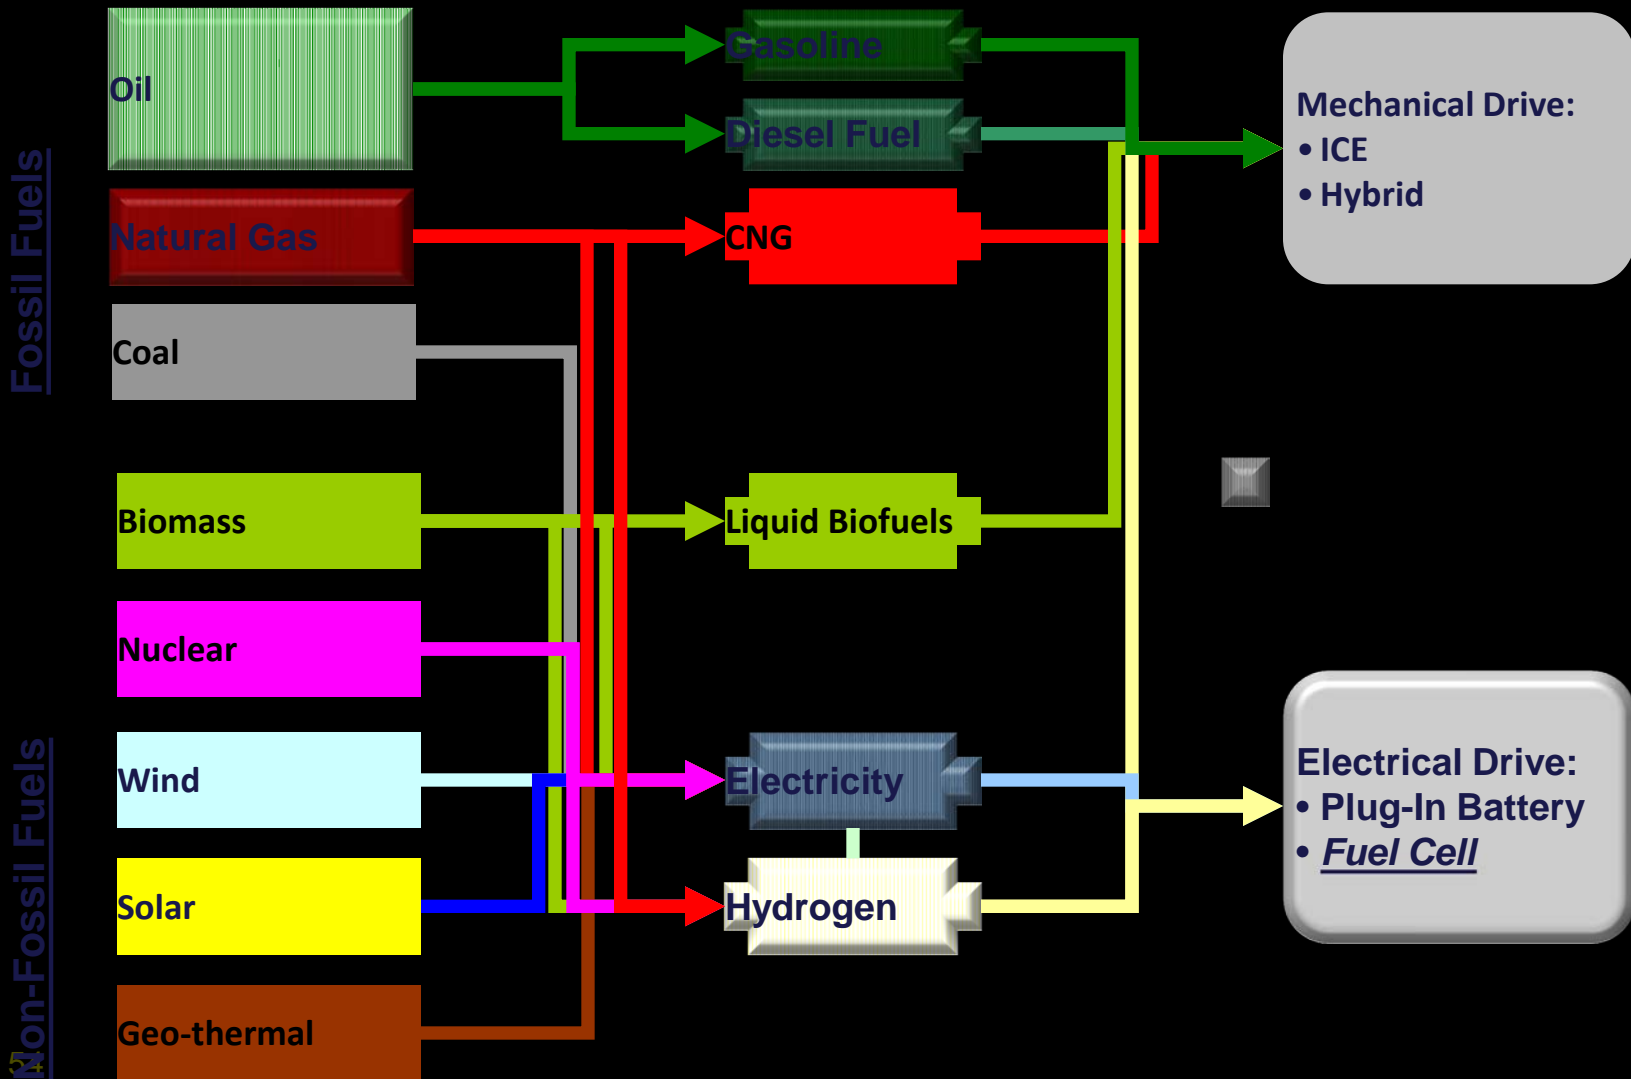 Fossil Fuels
Non-Fossil Fuels
Oil
Natural Gas
Coal
Biomass
Nuclear
Wind
Solar
Geo-thermal
Gasoline
Diesel Fuel
CNG
Liquid Biofuels
Electricity
Hydrogen
Mechanical Drive:
• ICE
• Hybrid
Electrical Drive:
• Plug-In Battery
• Fuel Cell
54